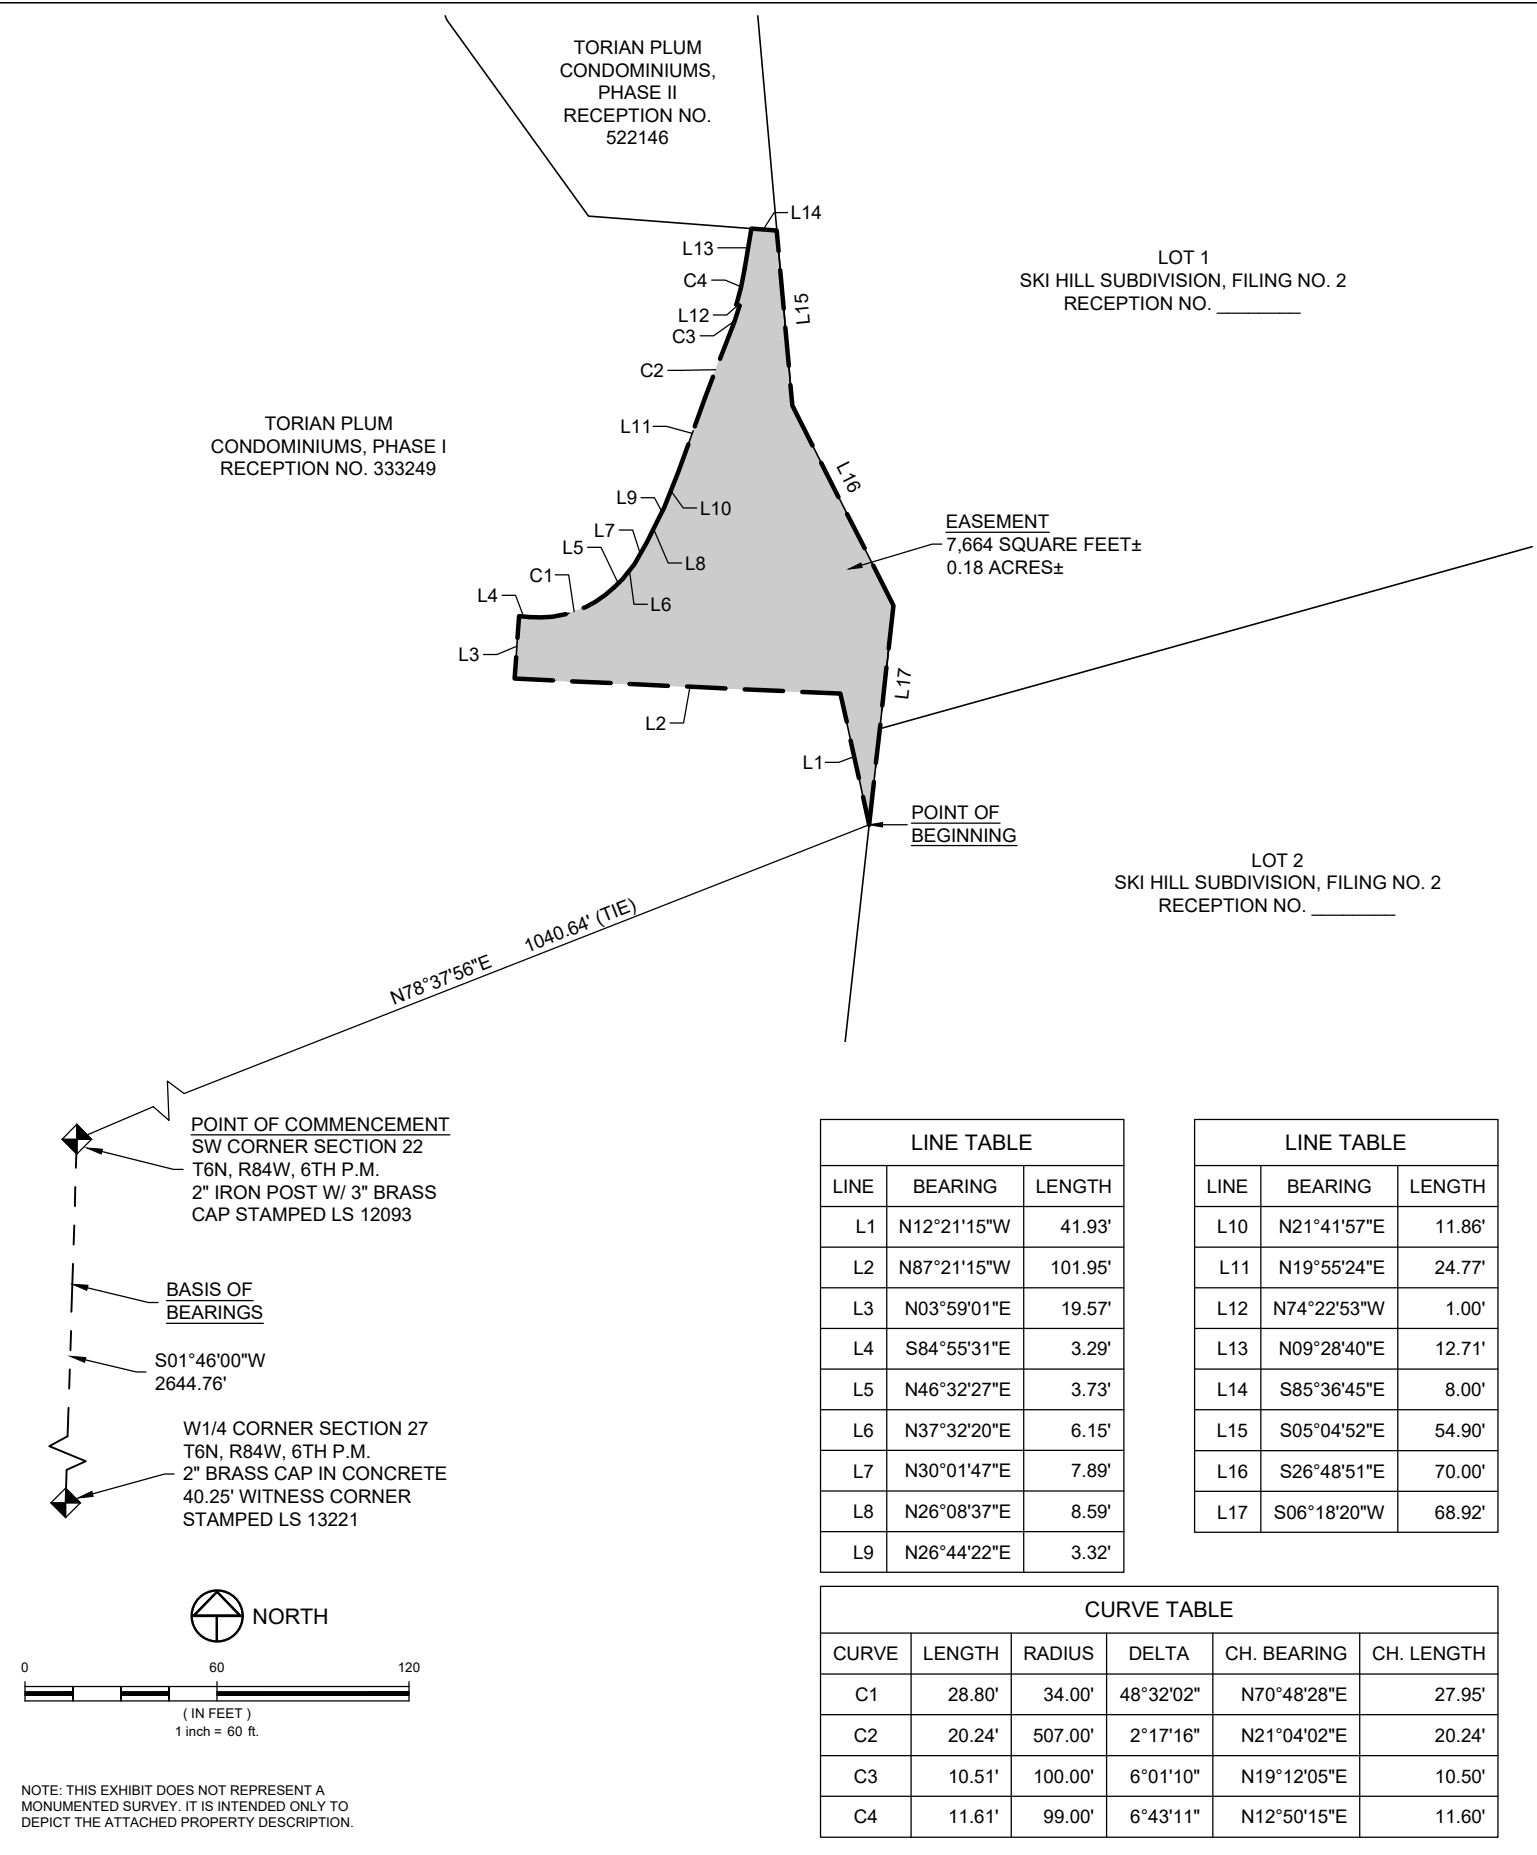 TORIAN PLUM
CONDOMINIUMS,
PHASE II
RECEPTION NO.
522146
L14
L13
C4
L12
C3
C2
L15
LOT 1
SKI HILL SUBDIVISION, FILING NO. 2
RECEPTION NO. ________
TORIAN PLUM
CONDOMINIUMS, PHASE I
RECEPTION NO. 333249
L11
L16
L9
L10
L7
L5
L8
C1
L6
L4
L3
EASEMENT
7,664 SQUARE FEET±
0.18 ACRES±
L17
L2
L1
POINT OF
BEGINNING
LOT 2
SKI HILL SUBDIVISION, FILING NO. 2
RECEPTION NO. ________
N78°37'56"E 1040.64' (TIE)
POINT OF COMMENCEMENT
SW CORNER SECTION 22
T6N, R84W, 6TH P.M.
2" IRON POST W/ 3" BRASS
CAP STAMPED LS 12093
BASIS OF
BEARINGS
S01°46'00"W
2644.76'
W1/4 CORNER SECTION 27
T6N, R84W, 6TH P.M.
2" BRASS CAP IN CONCRETE
40.25' WITNESS CORNER
STAMPED LS 13221
NORTH
0 60 120
( IN FEET )
1 inch = 60 ft.
NOTE: THIS EXHIBIT DOES NOT REPRESENT A
MONUMENTED SURVEY. IT IS INTENDED ONLY TO
DEPICT THE ATTACHED PROPERTY DESCRIPTION.
LINE TABLE
LINE BEARING LENGTH
L1 N12°21'15"W 41.93'
L2 N87°21'15"W 101.95'
L3 N03°59'01"E 19.57'
L4 S84°55'31"E 3.29'
L5 N46°32'27"E 3.73'
L6 N37°32'20"E 6.15'
L7 N30°01'47"E 7.89'
L8 N26°08'37"E 8.59'
L9 N26°44'22"E 3.32'
LINE TABLE
LINE BEARING LENGTH
L10 N21°41'57"E 11.86'
L11 N19°55'24"E 24.77'
L12 N74°22'53"W 1.00'
L13 N09°28'40"E 12.71'
L14 S85°36'45"E 8.00'
L15 S05°04'52"E 54.90'
L16 S26°48'51"E 70.00'
L17 S06°18'20"W 68.92'
CURVE TABLE
CURVE LENGTH RADIUS DELTA CH. BEARING CH. LENGTH
C1 28.80' 34.00' 48°32'02" N70°48'28"E 27.95'
C2 20.24' 507.00' 2°17'16" N21°04'02"E 20.24'
C3 10.51' 100.00' 6°01'10" N19°12'05"E 10.50'
C4 11.61' 99.00' 6°43'11" N12°50'15"E 11.60'